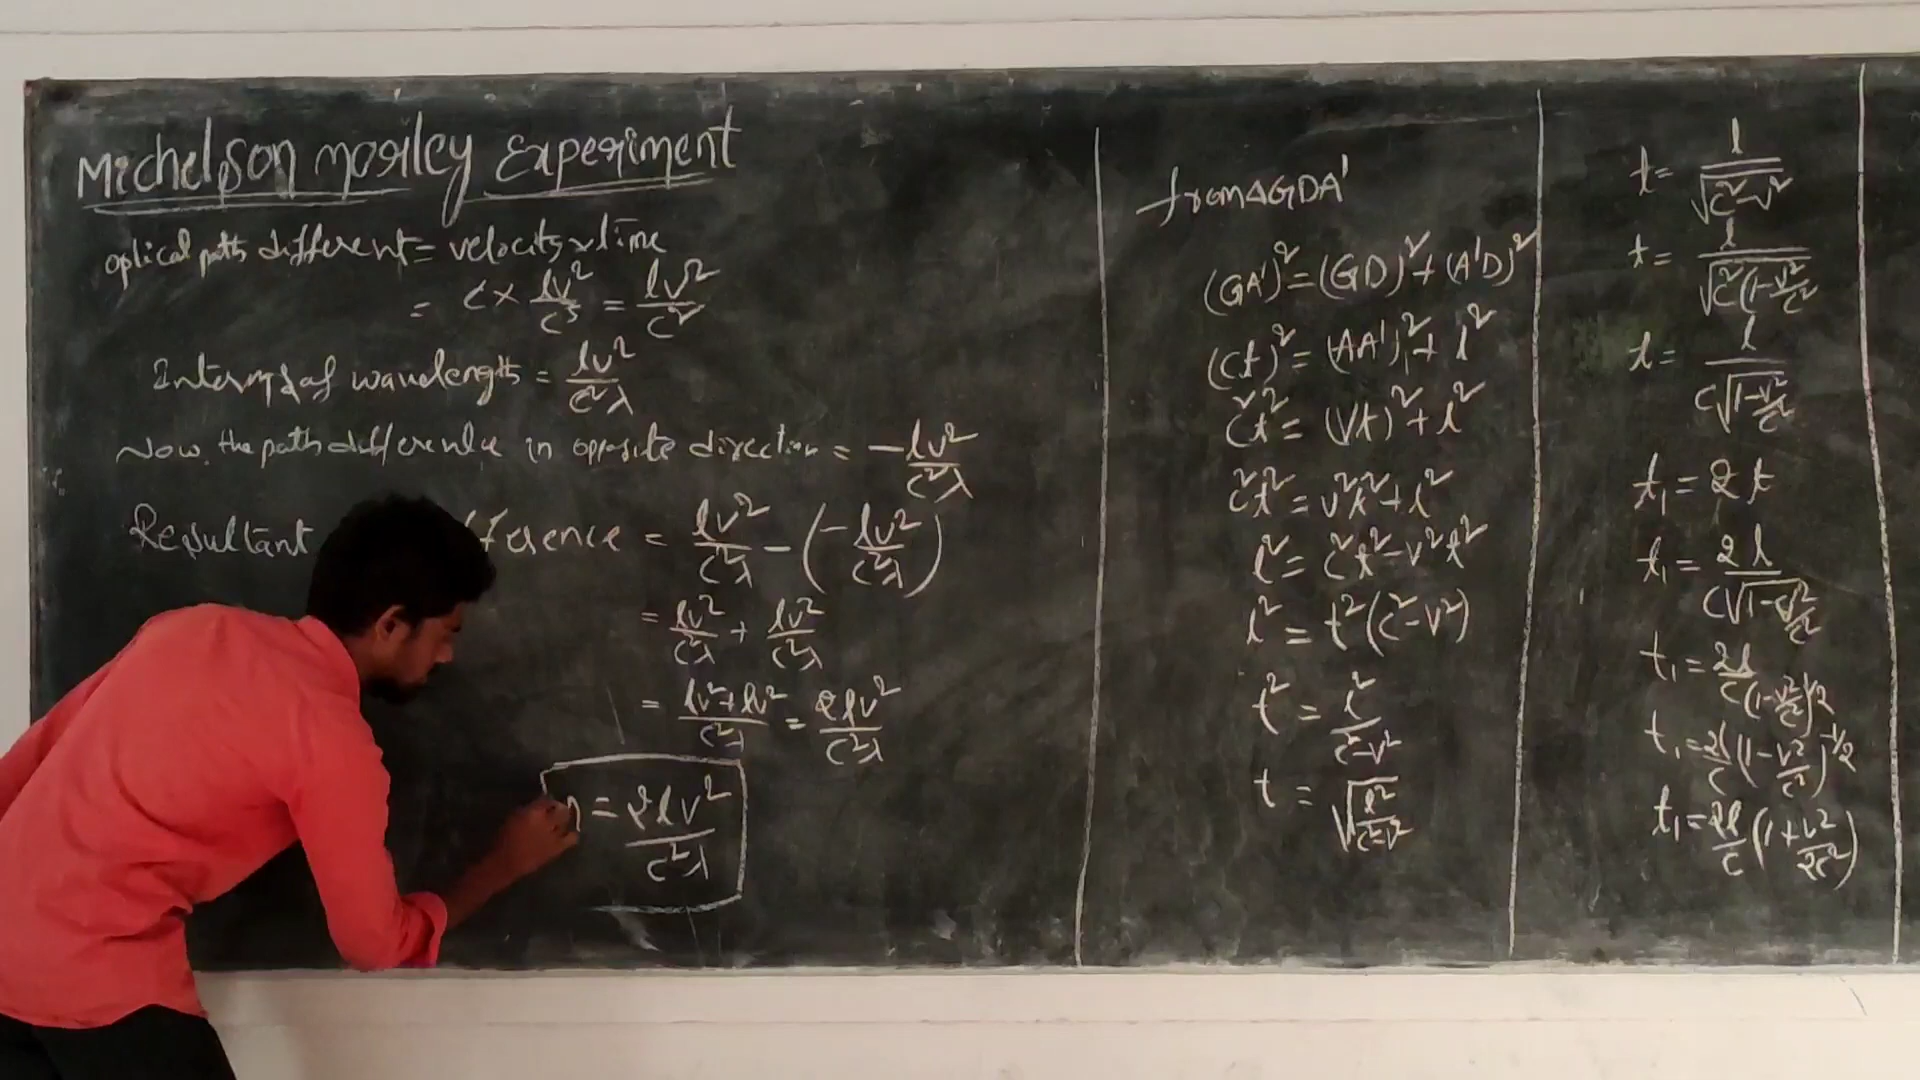 Michelson morley Experiment
optical path different = velocity × time
= c × lv²/c³ = lv²/c²
Interms of wavelength = lv²/c²λ
Now, the path difference in opposite direction = -lv²/c²λ
Resultant ference = lv²/c²λ - (-lv²/c²λ)
= lv²/c²λ + lv²/c²λ
= lv²+lv²/c²λ = 2lv²/c²λ
n = 2lv²/c²λ
from △GDA'
(GA')² = (GD)² + (A'D)²
(ct)² = (AA')² + l²
c²t² = (Vt)² + l²
c²t² = v²t² + l²
l² = c²t² - v²t²
l² = t²(c²-v²)
t² = l²/c²-v²
t = √l²/c²-v²
t = l/√c²-v²
t = l/√c²(1-v²/c²
t = l/c√1-v²/c²
t₁ = 2t
t₁ = 2l/c√1-v²/c²
t₁ = 2l/c(1-v²/c²)1/2
t₁ = 2l/c(1-v²/c²)-1/2
t₁ = 2l/c(1+v²/2c²)